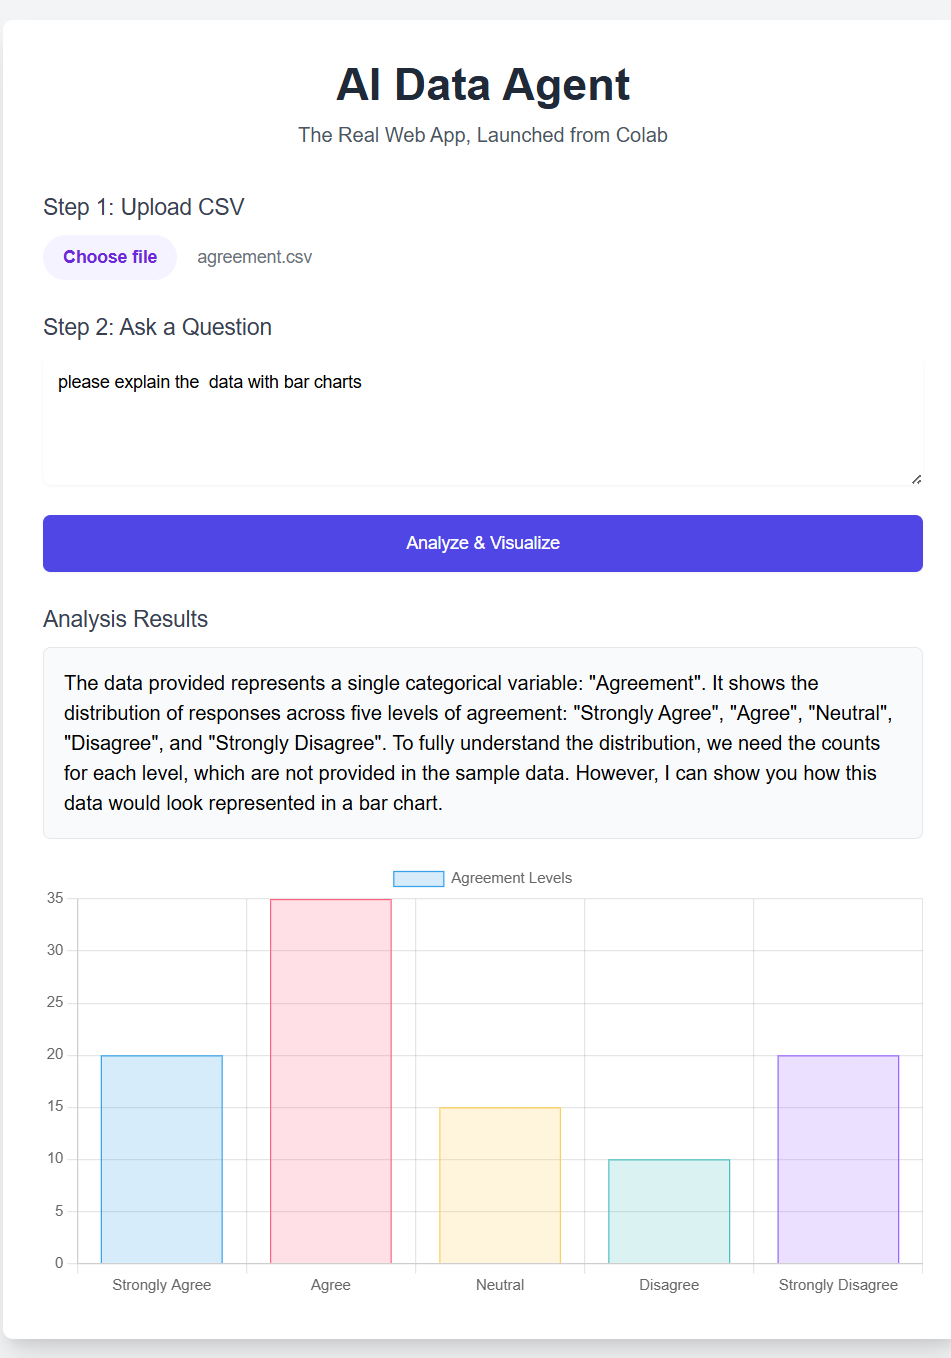 AI Data Agent
The Real Web App, Launched from Colab
Step 1: Upload CSV
Choose file agreement.csv
Step 2: Ask a Question
please explain the  data with bar charts
Analyze & Visualize
Analysis Results
The data provided represents a single categorical variable: "Agreement". It shows the
distribution of responses across five levels of agreement: "Strongly Agree", "Agree", "Neutral",
"Disagree", and "Strongly Disagree". To fully understand the distribution, we need the counts
for each level, which are not provided in the sample data. However, I can show you how this
data would look represented in a bar chart.
Agreement Levels
35
30
25
20
15
10
5
0
Strongly Agree Agree Neutral Disagree Strongly Disagree